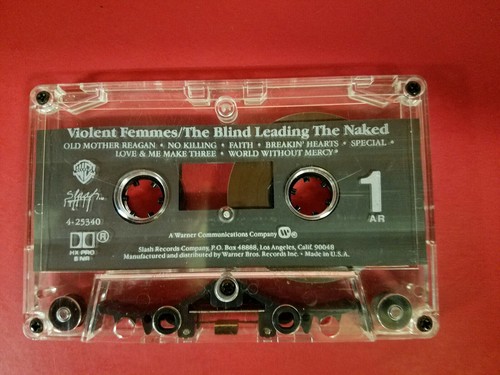 Violent Femmes/The Blind Leading The Naked
OLD MOTHER REAGAN • NO KILLING • FAITH • BREAKIN' HEARTS • SPECIAL •
LOVE & ME MAKE THREE • WORLD WITHOUT MERCY •
WB
Slash
4-25340
1
AR
HX-PRO
B NR
A Warner Communications Company W
Slash Records Company, P.O. Box 48888, Los Angeles, Calif. 90048
Manufactured and distributed by Warner Bros. Records Inc. • Made in U.S.A.